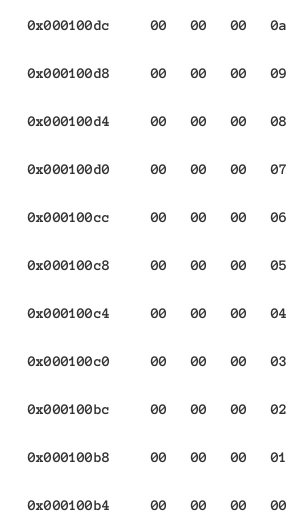 0x000100dc 00 00 00 0a
0x000100d8 00 00 00 09
0x000100d4 00 00 00 08
0x000100d0 00 00 00 07
0x000100cc 00 00 00 06
0x000100c8 00 00 00 05
0x000100c4 00 00 00 04
0x000100c0 00 00 00 03
0x000100bc 00 00 00 02
0x000100b8 00 00 00 01
0x000100b4 00 00 00 00